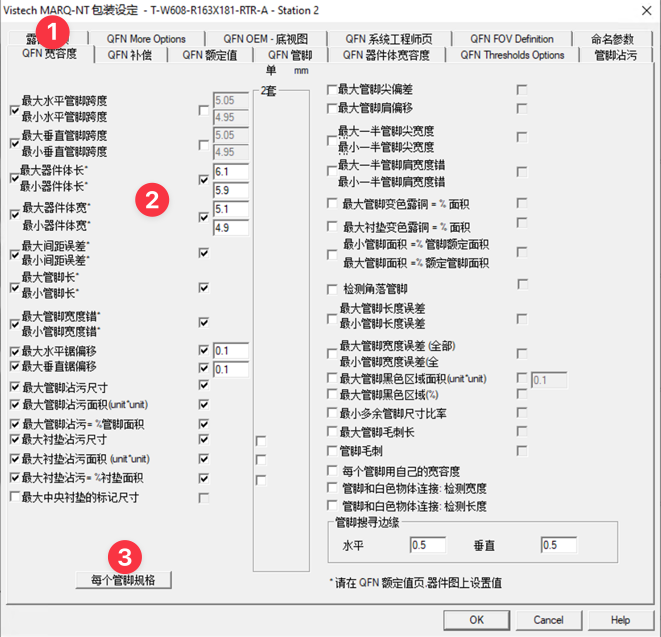 Vistech MARQ-NT 包装设定 - T-W608-R163X181-RTR-A - Station 2
QFN More Options
QFN OEM - 底视图
QFN 系统工程师页
QFN FOV Definition
命名参数
QFN 宽容度
QFN 补偿
QFN 额定值
QFN 管脚
QFN 器件体宽容度
QFN Thresholds Options
管脚沾污
1
单 mm
2套
最大水平管脚跨度 5.05
最小水平管脚跨度 4.95
最大垂直管脚跨度 5.05
最小垂直管脚跨度 4.95
最大器件体长* 6.1
最小器件体长* 5.9
最大器件体宽* 5.1
最小器件体宽* 4.9
2
最大间距误差*
最小间距误差*
最大管脚长*
最小管脚长*
最大管脚宽度错*
最小管脚宽度错*
最大水平锯偏移 0.1
最大垂直锯偏移 0.1
最大管脚沾污尺寸
最大管脚沾污面积(unit*unit)
最大管脚沾污= %管脚面积
最大衬垫沾污尺寸
最大衬垫沾污面积 (unit*unit)
最大衬垫沾污= %衬垫面积
最大中央衬垫的标记尺寸
3
每个管脚规格
最大管脚尖偏差
最大管脚肩偏移
最大一半管脚尖宽度
最小一半管脚尖宽度
最大一半管脚肩宽度错
最小一半管脚肩宽度错
最大管脚变色露铜 = % 面积
最大衬垫变色露铜 = % 面积
最小管脚面积 =% 管脚额定面积
最大管脚面积 =% 额定管脚面积
检测角落管脚
最大管脚长度误差
最小管脚长度误差
最大管脚宽度误差 (全部)
最小管脚宽度误差(全
最大管脚黑色区域面积(unit*unit) 0.1
最大管脚黑色区域(%)
最小多余管脚尺寸比率
最大管脚毛刺长
管脚毛刺
每个管脚用自己的宽容度
管脚和白色物体连接: 检测宽度
管脚和白色物体连接: 检测长度
管脚搜寻边缘
水平 0.5 垂直 0.5
*请在 QFN 额定值页.器件图上设置值
OK Cancel Help